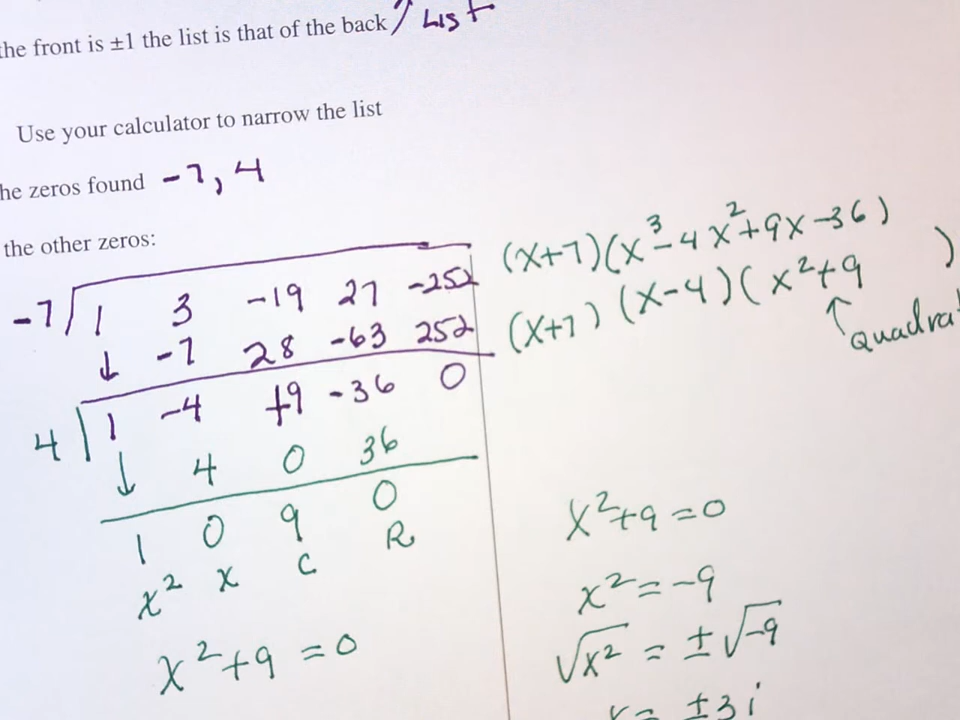 the front is ±1 the list is that of the back ↗ LIST
Use your calculator to narrow the list
he zeros found -7, 4
the other zeros:
-7 | 1 3 -19 27 -252
↓ -7 28 -63 252
4 | 1 -4 +9 -36 0
↓ 4 0 36
1 0 9 0
x² x C R
x²+9 = 0
(x+7)(x³-4x²+9x-36)
(x+7)(x-4)(x²+9 )
↑ quadrat
x²+9=0
x²=-9
√x² = ±√-9
x= ±3i